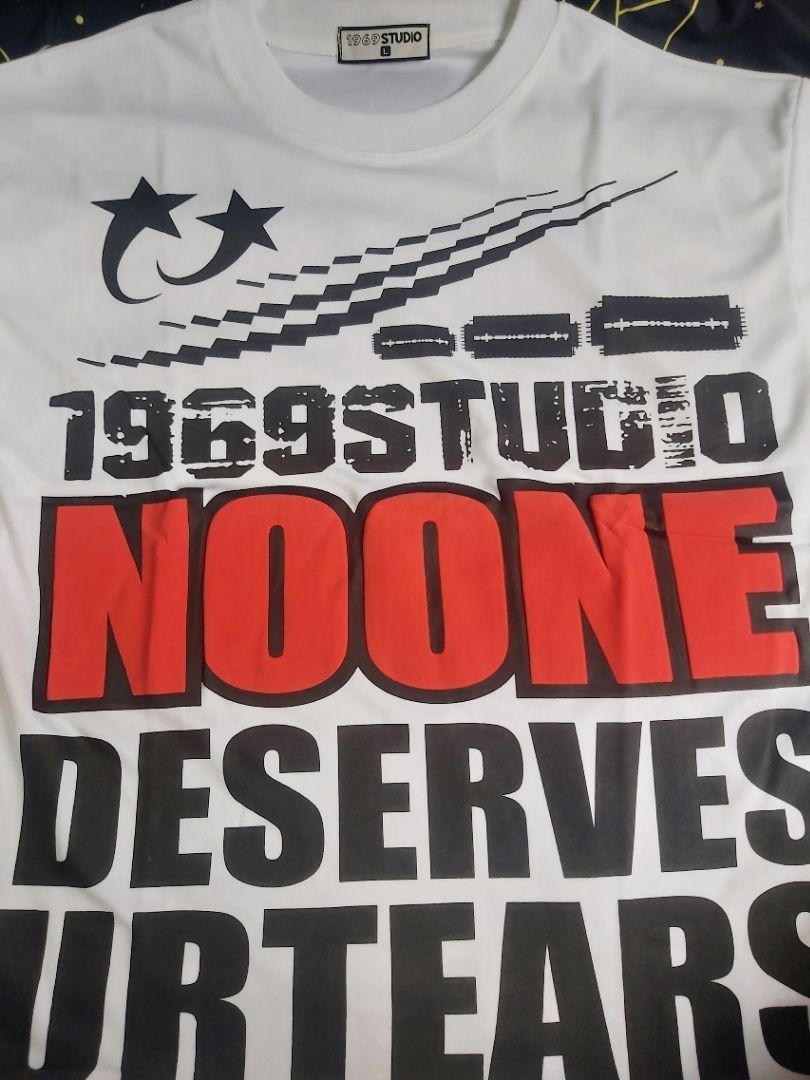 1969STUDIO
L
1969STUDIO
NOONE
DESERVES
URTEARS